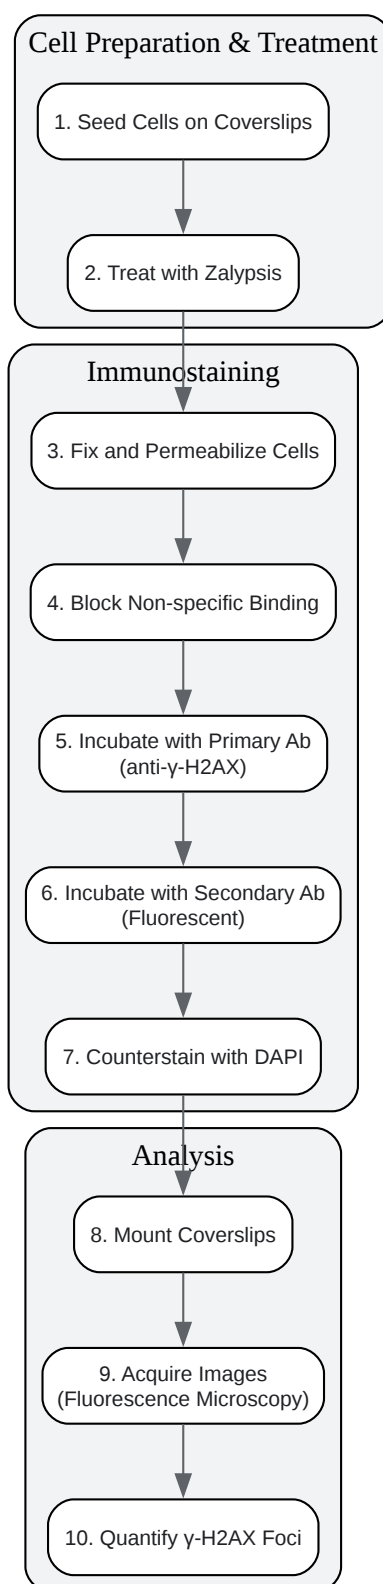 Cell Preparation & Treatment
1. Seed Cells on Coverslips
2. Treat with Zalypsis
Immunostaining
3. Fix and Permeabilize Cells
4. Block Non-specific Binding
5. Incubate with Primary Ab
(anti-γ-H2AX)
6. Incubate with Secondary Ab
(Fluorescent)
7. Counterstain with DAPI
Analysis
8. Mount Coverslips
9. Acquire Images
(Fluorescence Microscopy)
10. Quantify γ-H2AX Foci